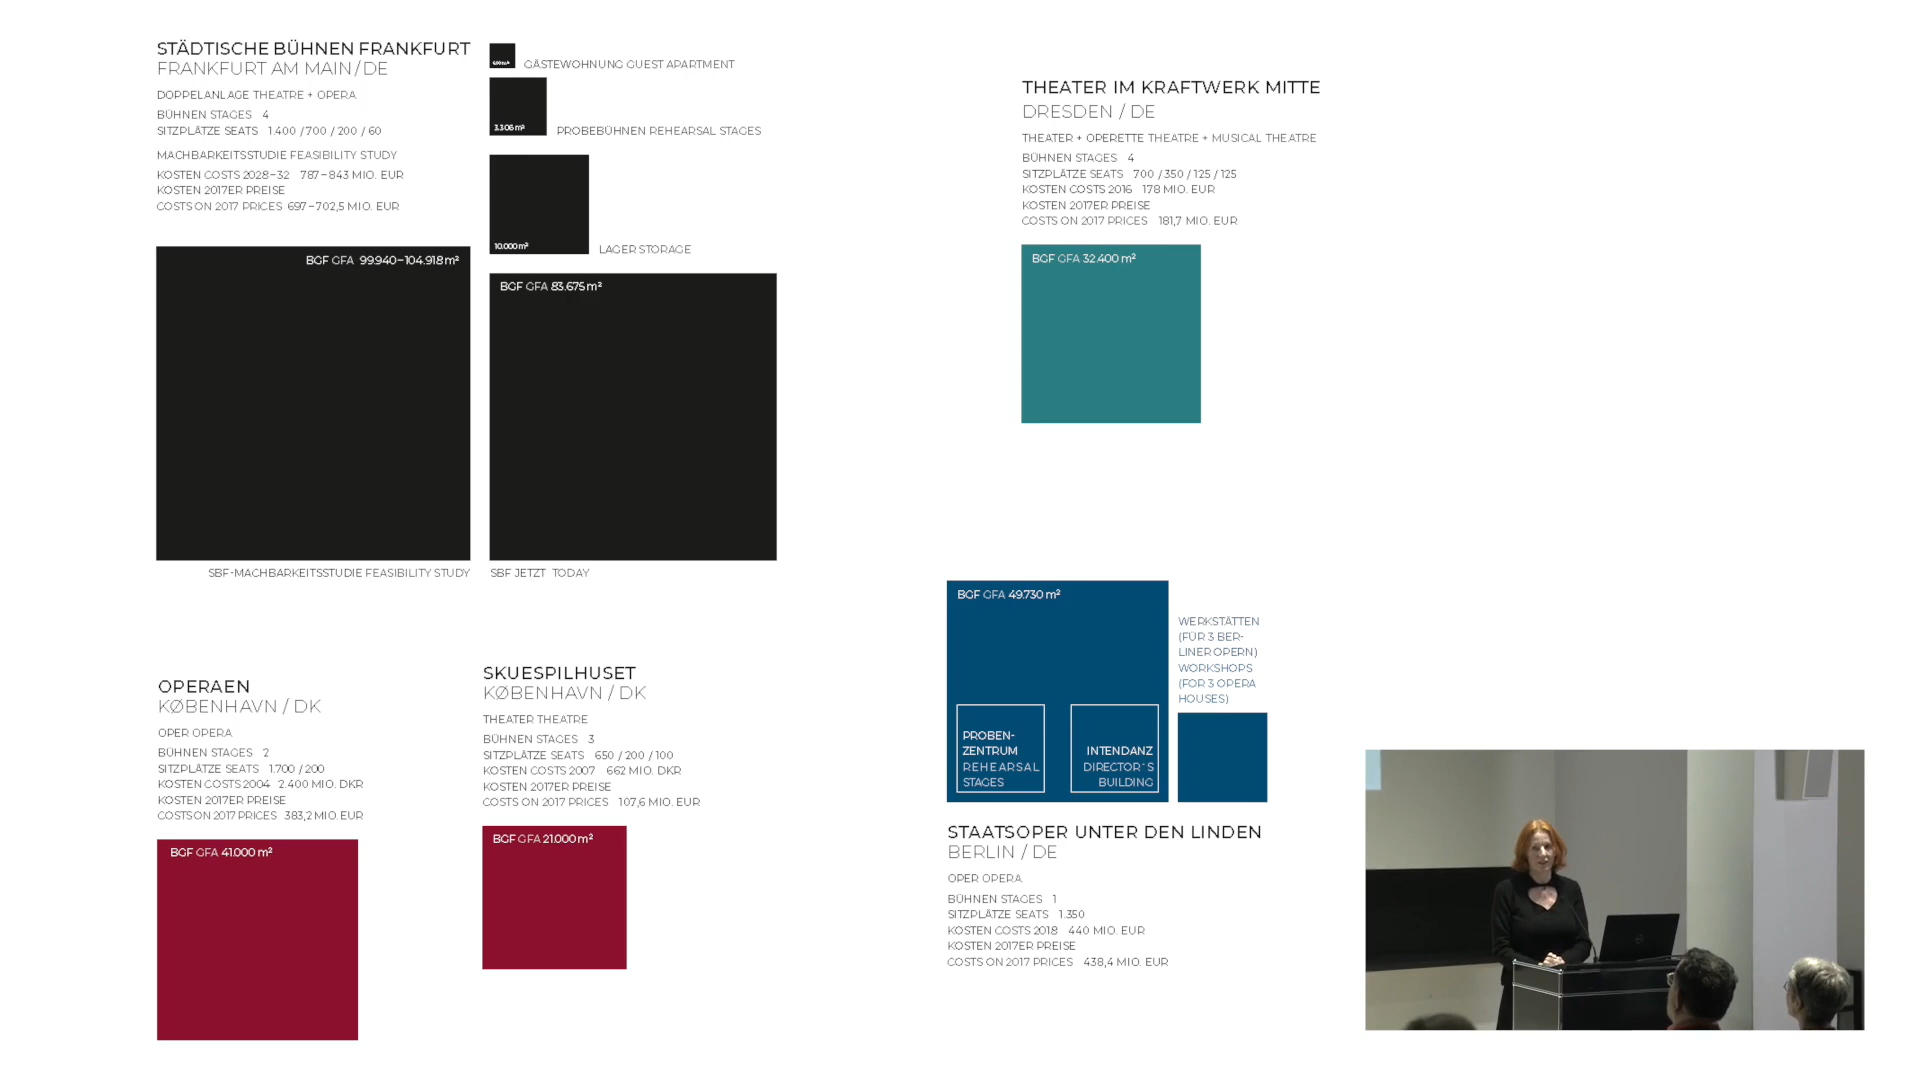 STÄDTISCHE BÜHNEN FRANKFURT
FRANKFURT AM MAIN / DE
DOPPELANLAGE THEATRE + OPERA
BÜHNEN STAGES 4
SITZPLÄTZE SEATS 1.400 / 700 / 200 / 60
MACHBARKEITSSTUDIE FEASIBILITY STUDY
KOSTEN COSTS 2028–32 787–843 MIO. EUR
KOSTEN 2017ER PREISE
COSTS ON 2017 PRICES 697–702,5 MIO. EUR
BGF GFA 99.940–104.918 m²
SBF-MACHBARKEITSSTUDIE FEASIBILITY STUDY
GÄSTEWOHNUNG GUEST APARTMENT
3.306 m²
PROBEBÜHNEN REHEARSAL STAGES
10.000 m²
LAGER STORAGE
BGF GFA 83.675 m²
SBF JETZT TODAY
THEATER IM KRAFTWERK MITTE
DRESDEN / DE
THEATER + OPERETTE THEATRE + MUSICAL THEATRE
BÜHNEN STAGES 4
SITZPLÄTZE SEATS 700 / 350 / 125 / 125
KOSTEN COSTS 2016 178 MIO. EUR
KOSTEN 2017ER PREISE
COSTS ON 2017 PRICES 181,7 MIO. EUR
BGF GFA 32.400 m²
OPERAEN
KØBENHAVN / DK
OPER OPERA
BÜHNEN STAGES 2
SITZPLÄTZE SEATS 1.700 / 200
KOSTEN COSTS 2004 2.400 MIO. DKR
KOSTEN 2017ER PREISE
COSTS ON 2017 PRICES 383,2 MIO. EUR
BGF GFA 41.000 m²
SKUESPILHUSET
KØBENHAVN / DK
THEATER THEATRE
BÜHNEN STAGES 3
SITZPLÄTZE SEATS 650 / 200 / 100
KOSTEN COSTS 2007 662 MIO. DKR
KOSTEN 2017ER PREISE
COSTS ON 2017 PRICES 107,6 MIO. EUR
BGF GFA 21.000 m²
BGF GFA 49.730 m²
PROBEN-
ZENTRUM
REHEARSAL
STAGES
INTENDANZ
DIRECTOR´S
BUILDING
WERKSTÄTTEN
(FÜR 3 BER-
LINER OPERN)
WORKSHOPS
(FOR 3 OPERA
HOUSES)
STAATSOPER UNTER DEN LINDEN
BERLIN / DE
OPER OPERA
BÜHNEN STAGES 1
SITZPLÄTZE SEATS 1.350
KOSTEN COSTS 2018 440 MIO. EUR
KOSTEN 2017ER PREISE
COSTS ON 2017 PRICES 438,4 MIO. EUR